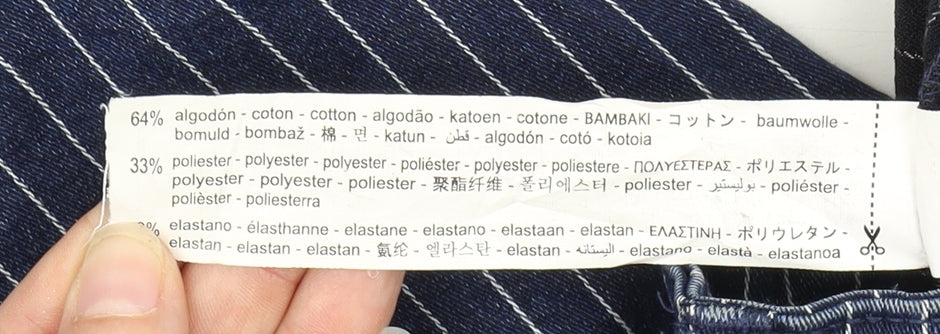 64% algodón - coton - cotton - algodão - katoen - cotone - ΒΑΜΒΑΚΙ - コットン - baumwolle -
bomuld - bombaž - 棉 - 면 - katun - قطن - algodón - cotó - kotoia
33% poliester - polyester - polyester - poliéster - polyester - poliestere - ΠΟΛΥΕΣΤΕΡΑΣ - ポリエステル -
polyester - polyester - poliester - 聚酯纤维 - 폴리에스터 - poliester - بوليستير - poliéster -
polièster - poliesterra
% elastano - élasthanne - elastane - elastano - elastaan - elastan - ΕΛΑΣΤΙΝΗ - ポリウレタン -
elastan - elastan - elastan - 氨纶 - 엘라스탄 - elastan - اليستانه - elastano - elastà - elastanoa